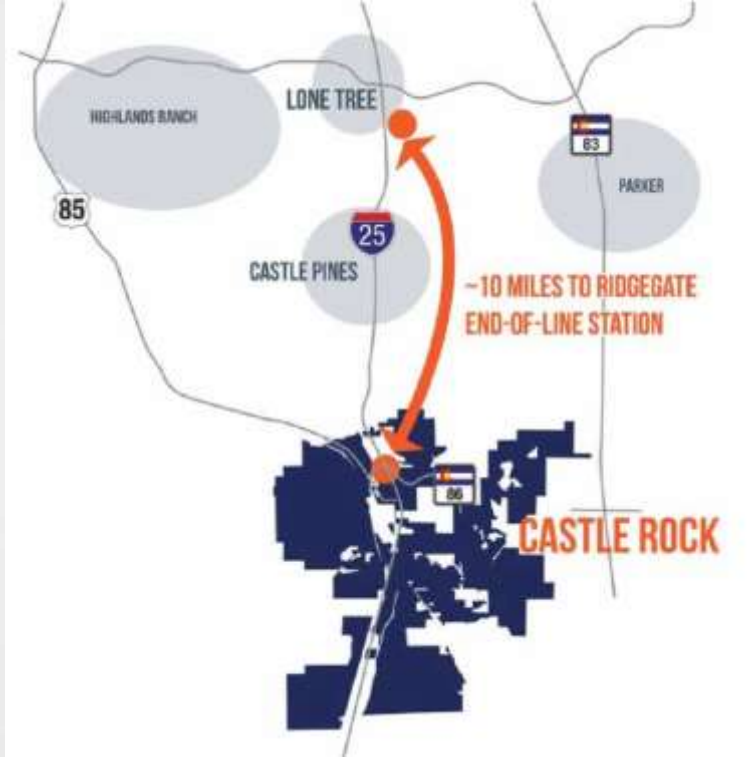 HIGHLANDS RANCH
LONE TREE
83
PARKER
85
25
CASTLE PINES
~10 MILES TO RIDGEGATE
END-OF-LINE STATION
86
CASTLE ROCK